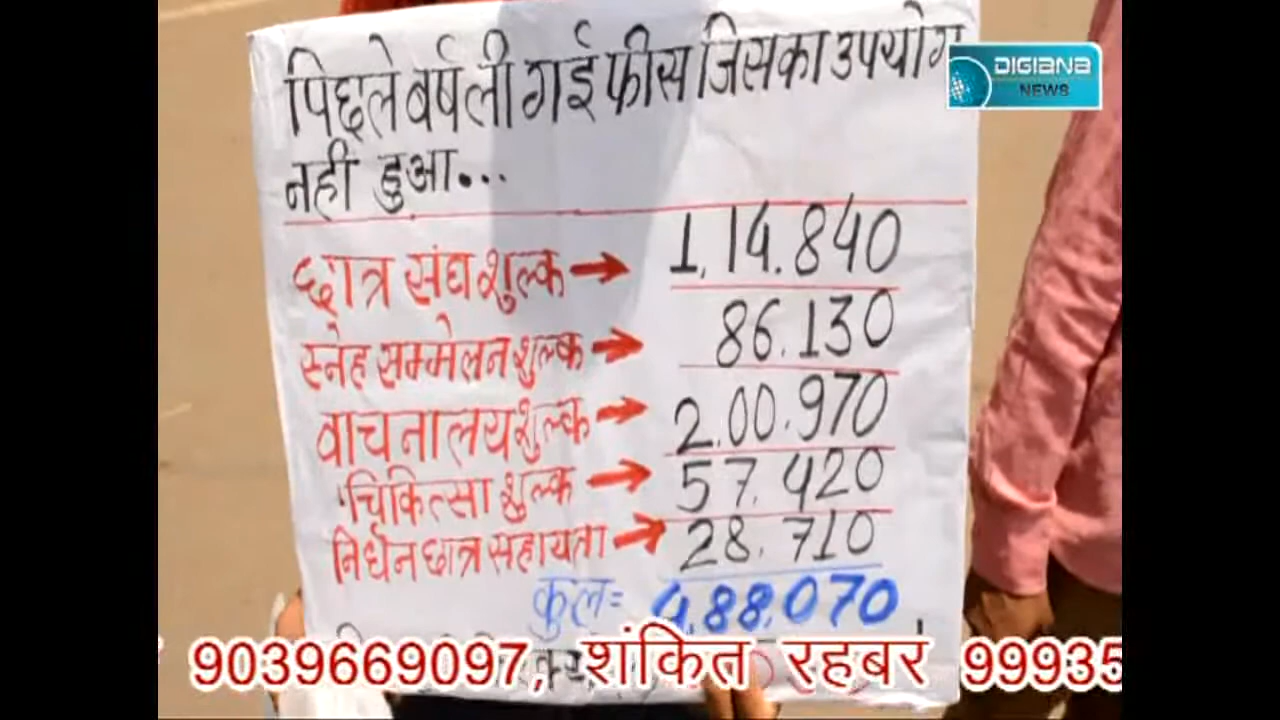 पिछले वर्ष ली गई फीस जिसका उपयोग
नही हुआ...
DIGIANA
NEWS
छात्र संघ शुल्क → 1,14.840
स्नेह सम्मेलन शुल्क → 86.130
वाचनालय शुल्क → 2.00.970
चिकित्सा शुल्क → 57.420
निर्धन छात्र सहायता → 28.710
कुल = 4,88.070
9039669097, शंकित रहबर 99935